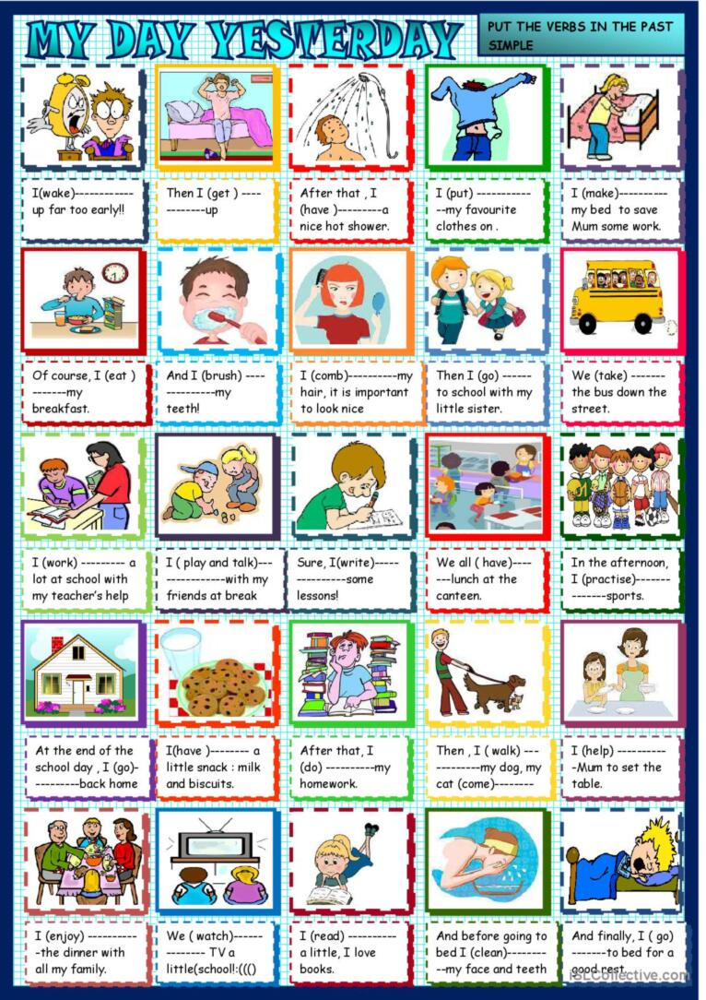 MY DAY YESTERDAY
PUT THE VERBS IN THE PAST
SIMPLE
I(wake)------------
up far too early!!
Then I (get ) ----
-----------up
After that , I
(have )---------a
nice hot shower.
I (put) -----------
--my favourite
clothes on .
I (make)----------
my bed to save
Mum some work.
Of course, I (eat )
-------my
breakfast.
And I (brush) ----
------------my
teeth!
I (comb)----------my
hair, it is important
to look nice
Then I (go) ------
to school with my
little sister.
We (take) -------
the bus down the
street.
I (work) --------- a
lot at school with
my teacher's help
I ( play and talk)---
------------with my
friends at break
Sure, I(write)-----
-----------some
lessons!
We all ( have)----
---lunch at the
canteen.
In the afternoon,
I (practise)-------
------------sports.
At the end of the
school day , I (go)-
---------back home
I(have )-------- a
little snack : milk
and biscuits.
After that, I
(do) ----------my
homework.
Then , I ( walk) ---
----------my dog, my
cat (come)--------
I (help) ----------
-Mum to set the
table.
I (enjoy) ----------
-the dinner with
all my family.
We ( watch)------
----------- TV a
little(school!:((()
I (read) ----------
a little, I love
books.
And before going to
bed I (clean)--------
--my face and teeth
And finally, I ( go)
-------to bed for a
good rest
iSLCollective.com